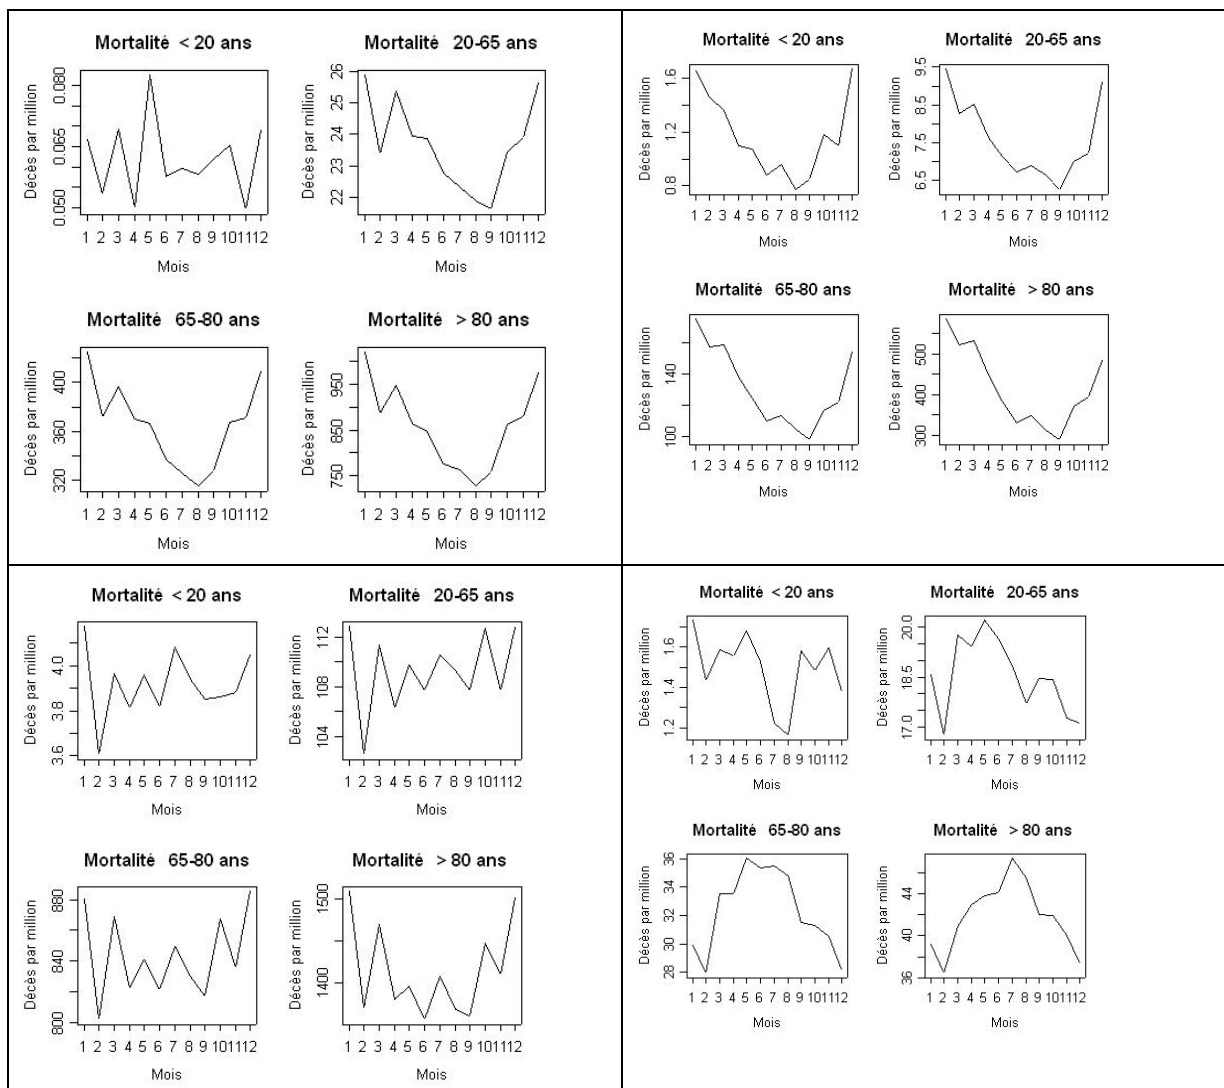 Mortalité < 20 ans
Décès par million
0.050 0.065 0.080
1 2 3 4 5 6 7 8 9 101112
Mois
Mortalité 20-65 ans
Décès par million
22 23 24 25 26
1 2 3 4 5 6 7 8 9 101112
Mois
Mortalité 65-80 ans
Décès par million
320 360 400
1 2 3 4 5 6 7 8 9 101112
Mois
Mortalité > 80 ans
Décès par million
750 850 950
1 2 3 4 5 6 7 8 9 101112
Mois
Mortalité < 20 ans
Décès par million
0.8 1.2 1.6
1 2 3 4 5 6 7 8 9 101112
Mois
Mortalité 20-65 ans
Décès par million
6.5 7.5 8.5 9.5
1 2 3 4 5 6 7 8 9 101112
Mois
Mortalité 65-80 ans
Décès par million
100 140
1 2 3 4 5 6 7 8 9 101112
Mois
Mortalité > 80 ans
Décès par million
300 400 500
1 2 3 4 5 6 7 8 9 101112
Mois
Mortalité < 20 ans
Décès par million
3.6 3.8 4.0
1 2 3 4 5 6 7 8 9 101112
Mois
Mortalité 20-65 ans
Décès par million
104 108 112
1 2 3 4 5 6 7 8 9 101112
Mois
Mortalité 65-80 ans
Décès par million
800 840 880
1 2 3 4 5 6 7 8 9 101112
Mois
Mortalité > 80 ans
Décès par million
1400 1500
1 2 3 4 5 6 7 8 9 101112
Mois
Mortalité < 20 ans
Décès par million
1.2 1.4 1.6
1 2 3 4 5 6 7 8 9 101112
Mois
Mortalité 20-65 ans
Décès par million
17.0 18.5 20.0
1 2 3 4 5 6 7 8 9 101112
Mois
Mortalité 65-80 ans
Décès par million
28 30 32 34 36
1 2 3 4 5 6 7 8 9 101112
Mois
Mortalité > 80 ans
Décès par million
36 40 44
1 2 3 4 5 6 7 8 9 101112
Mois